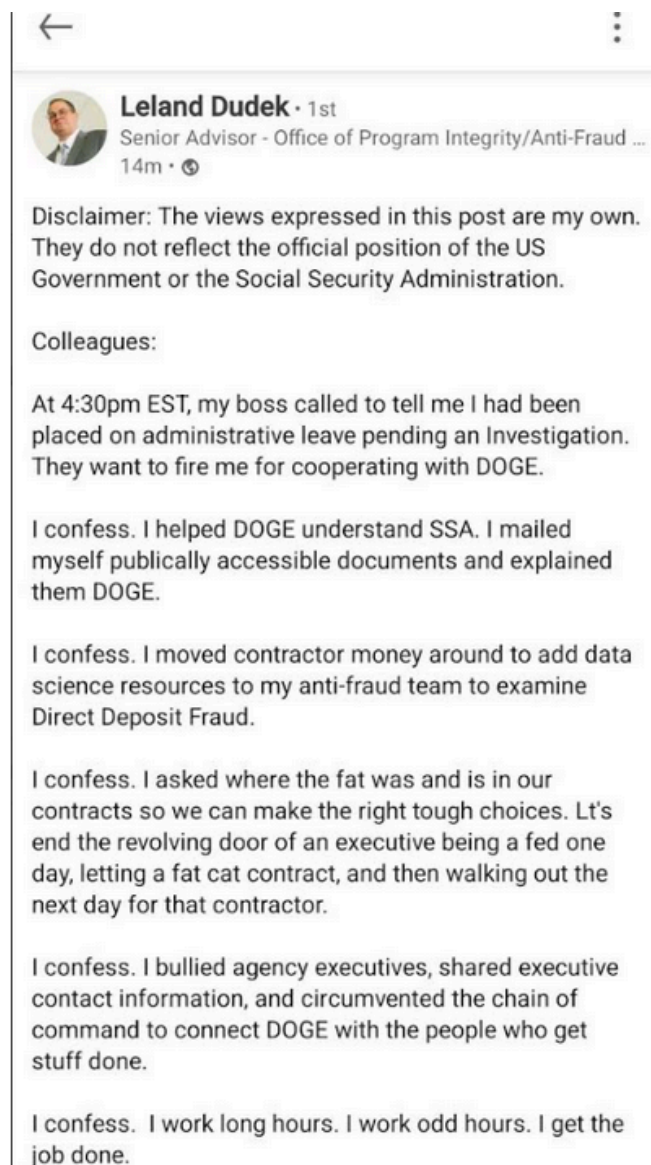 Leland Dudek • 1st
Senior Advisor - Office of Program Integrity/Anti-Fraud ...
14m •
Disclaimer: The views expressed in this post are my own.
They do not reflect the official position of the US
Government or the Social Security Administration.
Colleagues:
At 4:30pm EST, my boss called to tell me I had been
placed on administrative leave pending an Investigation.
They want to fire me for cooperating with DOGE.
I confess. I helped DOGE understand SSA. I mailed
myself publically accessible documents and explained
them DOGE.
I confess. I moved contractor money around to add data
science resources to my anti-fraud team to examine
Direct Deposit Fraud.
I confess. I asked where the fat was and is in our
contracts so we can make the right tough choices. Lt's
end the revolving door of an executive being a fed one
day, letting a fat cat contract, and then walking out the
next day for that contractor.
I confess. I bullied agency executives, shared executive
contact information, and circumvented the chain of
command to connect DOGE with the people who get
stuff done.
I confess.  I work long hours. I work odd hours. I get the
job done.